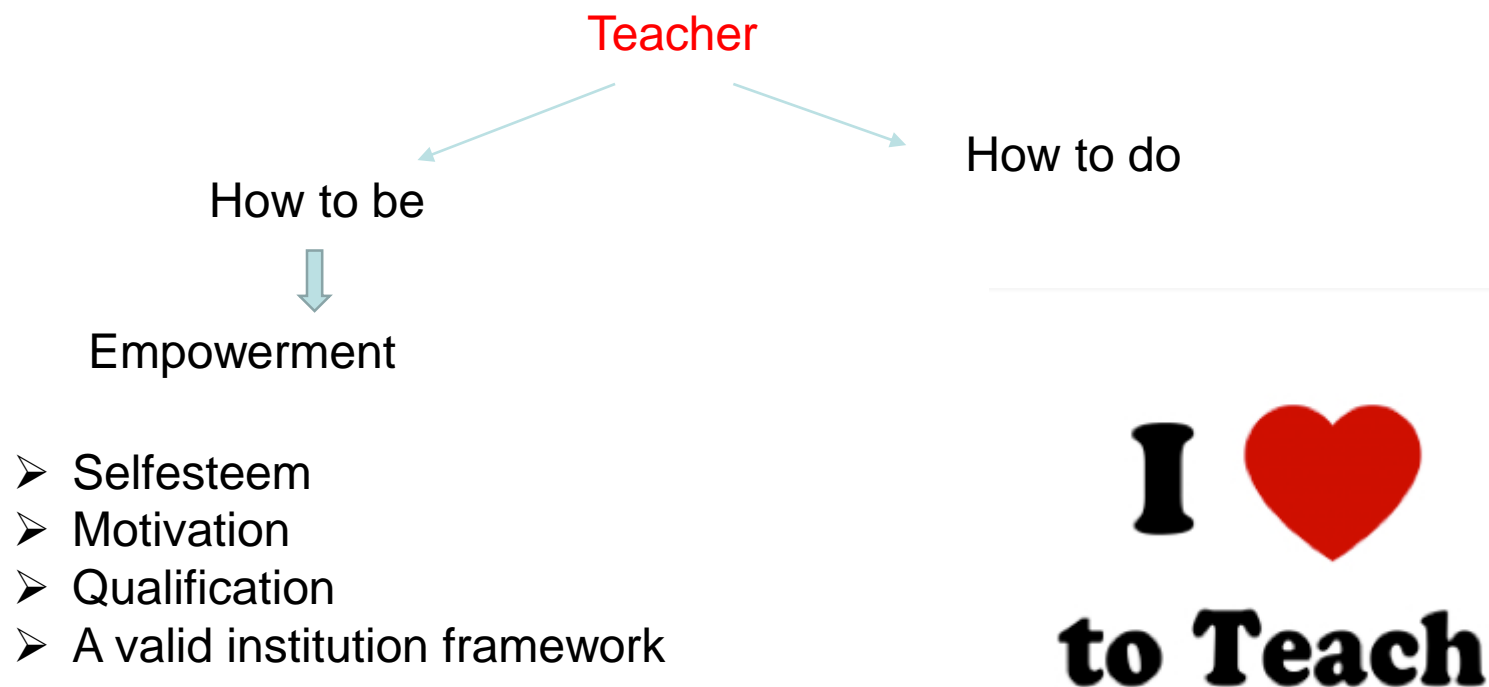 Teacher
How to be
How to do
Empowerment
➢ Selfesteem
➢ Motivation
➢ Qualification
➢ A valid institution framework
I ❤
to Teach